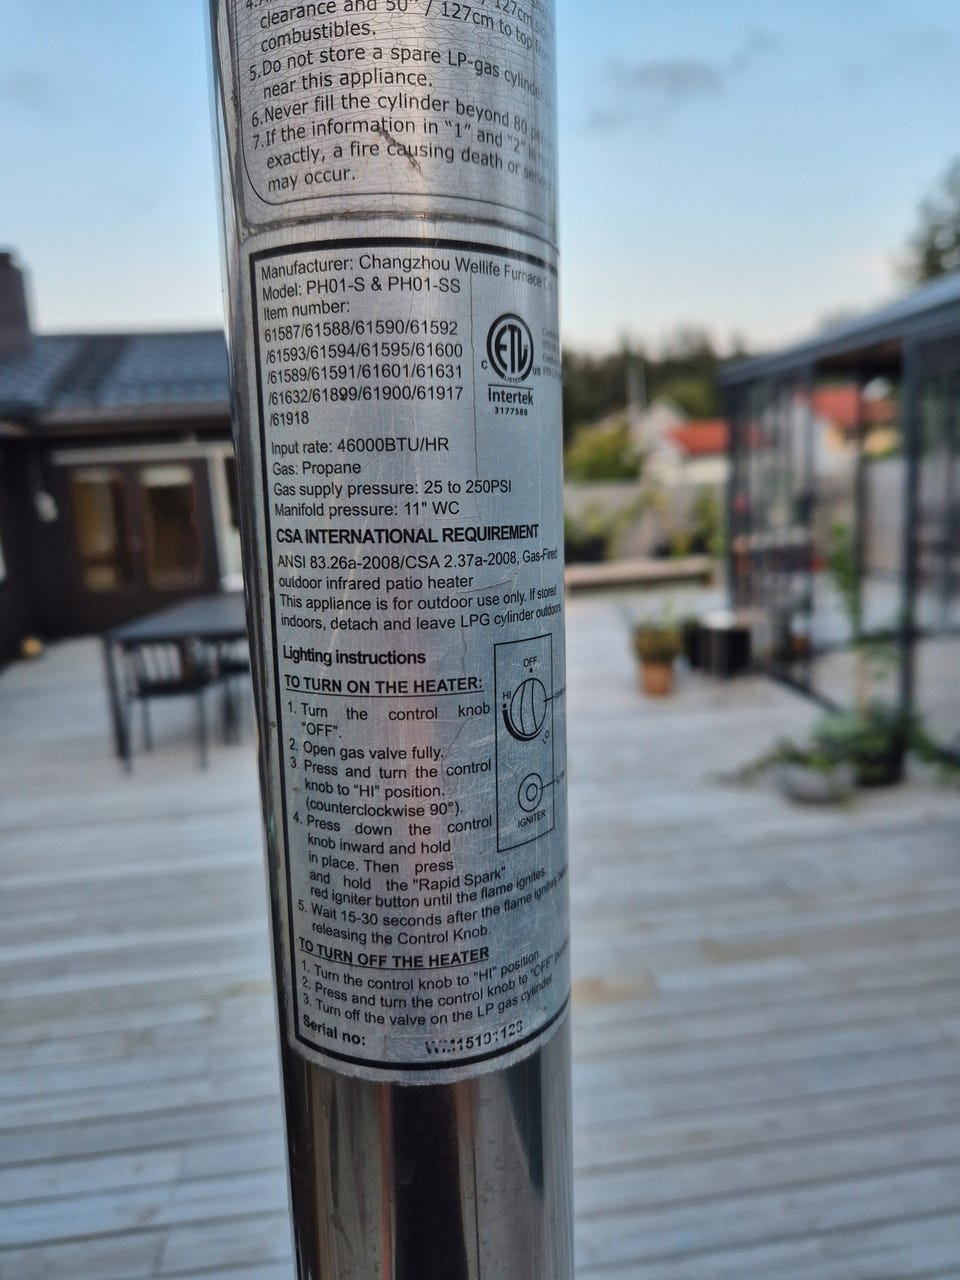 clearance and 50" / 127cm to top from
combustibles.
5.Do not store a spare LP-gas cylinder
near this appliance.
6.Never fill the cylinder beyond 80
7.If the information in "1" and "2" is
exactly, a fire causing death or
may occur.
Manufacturer: Changzhou Wellife Furnace
Model: PH01-S & PH01-SS
Item number:
61587/61588/61590/61592
/61593/61594/61595/61600
/61589/61591/61601/61631
/61632/61899/61900/61917
/61918
ETL
C US
LISTED
Intertek
3177588
Input rate: 46000BTU/HR
Gas: Propane
Gas supply pressure: 25 to 250PSI
Manifold pressure: 11" WC
CSA INTERNATIONAL REQUIREMENT
ANSI 83.26a-2008/CSA 2.37a-2008, Gas-Fired
outdoor infrared patio heater
This appliance is for outdoor use only. If stored
indoors, detach and leave LPG cylinder outdoors.
Lighting instructions
TO TURN ON THE HEATER:
1. Turn the control knob
"OFF".
2. Open gas valve fully.
3. Press and turn the control
knob to "HI" position.
(counterclockwise 90°).
4. Press down the control
knob inward and hold
in place. Then press
and hold the "Rapid Spark"
red igniter button until the flame ignites.
5. Wait 15-30 seconds after the flame ignites
releasing the Control Knob.
OFF
HI
LO
IGNITER
TO TURN OFF THE HEATER
1. Turn the control knob to "HI" position
2. Press and turn the control knob to "OFF"
3. Turn off the valve on the LP gas cylinder
Serial no: